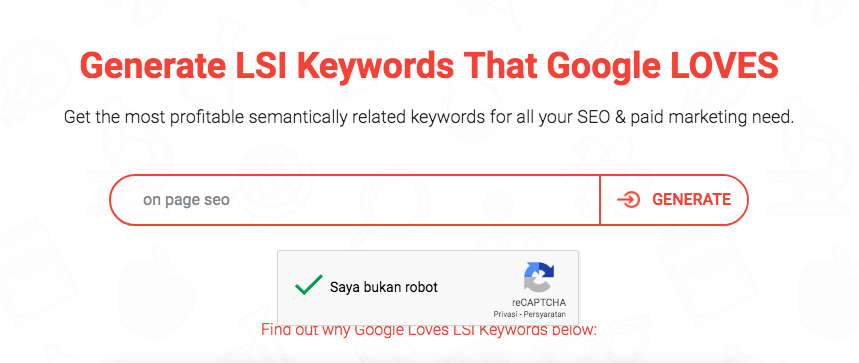 Generate LSI Keywords That Google LOVES
Get the most profitable semantically related keywords for all your SEO & paid marketing need.
on page seo
GENERATE
Saya bukan robot
reCAPTCHA
Privasi - Persyaratan
Find out why Google Loves LSI Keywords below: